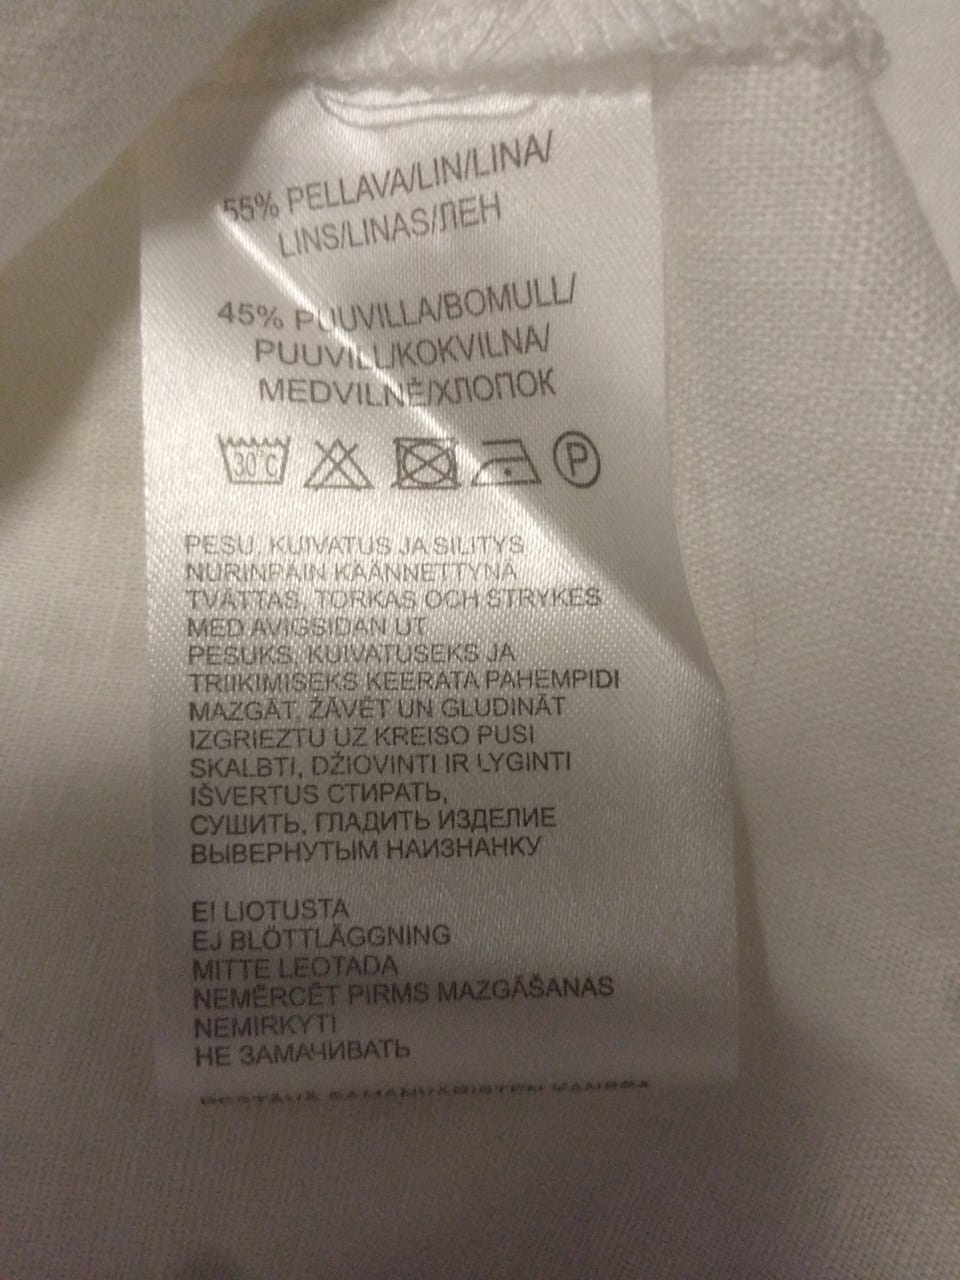 55% PELLAVA/LIN/LINA/
LINS/LINAS/ЛЕН
45% PUUVILLA/BOMULL/
PUUVILL/KOKVILNA/
MEDVILNĖ/ХЛОПОК
30°C P
PESU, KUIVATUS JA SILITYS
NURINPÄIN KÄÄNNETTYNÄ
TVÄTTAS, TORKAS OCH STRYKES
MED AVIGSIDAN UT
PESUKS, KUIVATUSEKS JA
TRIIKIMISEKS KEERATA PAHEMPIDI
MAZGĀT, ŽĀVĒT UN GLUDINĀT
IZGRIEZTU UZ KREISO PUSI
SKALBTI, DŽIOVINTI IR LYGINTI
IŠVERTUS СТИРАТЬ,
СУШИТЬ, ГЛАДИТЬ ИЗДЕЛИЕ
ВЫВЕРНУТЫМ НАИЗНАНКУ
EI LIOTUSTA
EJ BLÖTTLÄGGNING
MITTE LEOTADA
NEMĒRCĒT PIRMS MAZGĀŠANAS
NEMIRKYTI
НЕ ЗАМАЧИВАТЬ